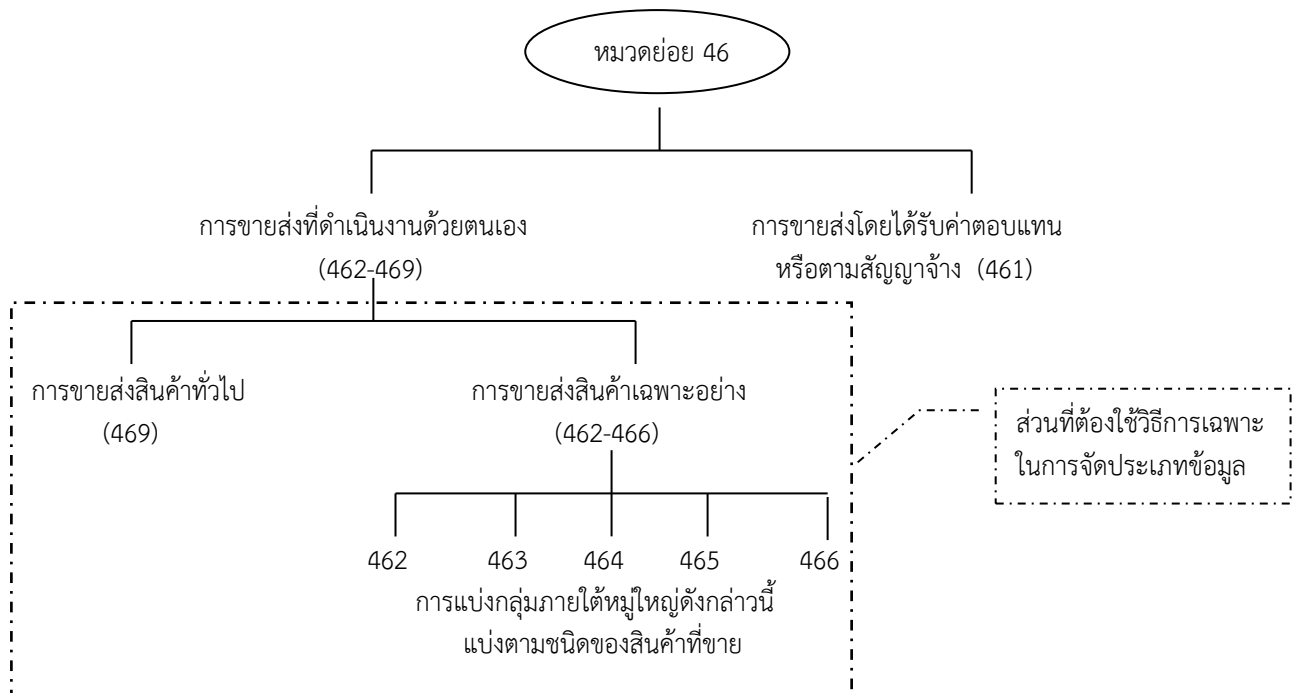 หมวดย่อย 46
การขายส่งที่ดำเนินงานด้วยตนเอง
(462-469)
การขายส่งโดยได้รับค่าตอบแทน
หรือตามสัญญาจ้าง (461)
การขายส่งสินค้าทั่วไป
(469)
การขายส่งสินค้าเฉพาะอย่าง
(462-466)
ส่วนที่ต้องใช้วิธีการเฉพาะ
ในการจัดประเภทข้อมูล
462 463 464 465 466
การแบ่งกลุ่มภายใต้หมู่ใหญ่ดังกล่าวนี้
แบ่งตามชนิดของสินค้าที่ขาย